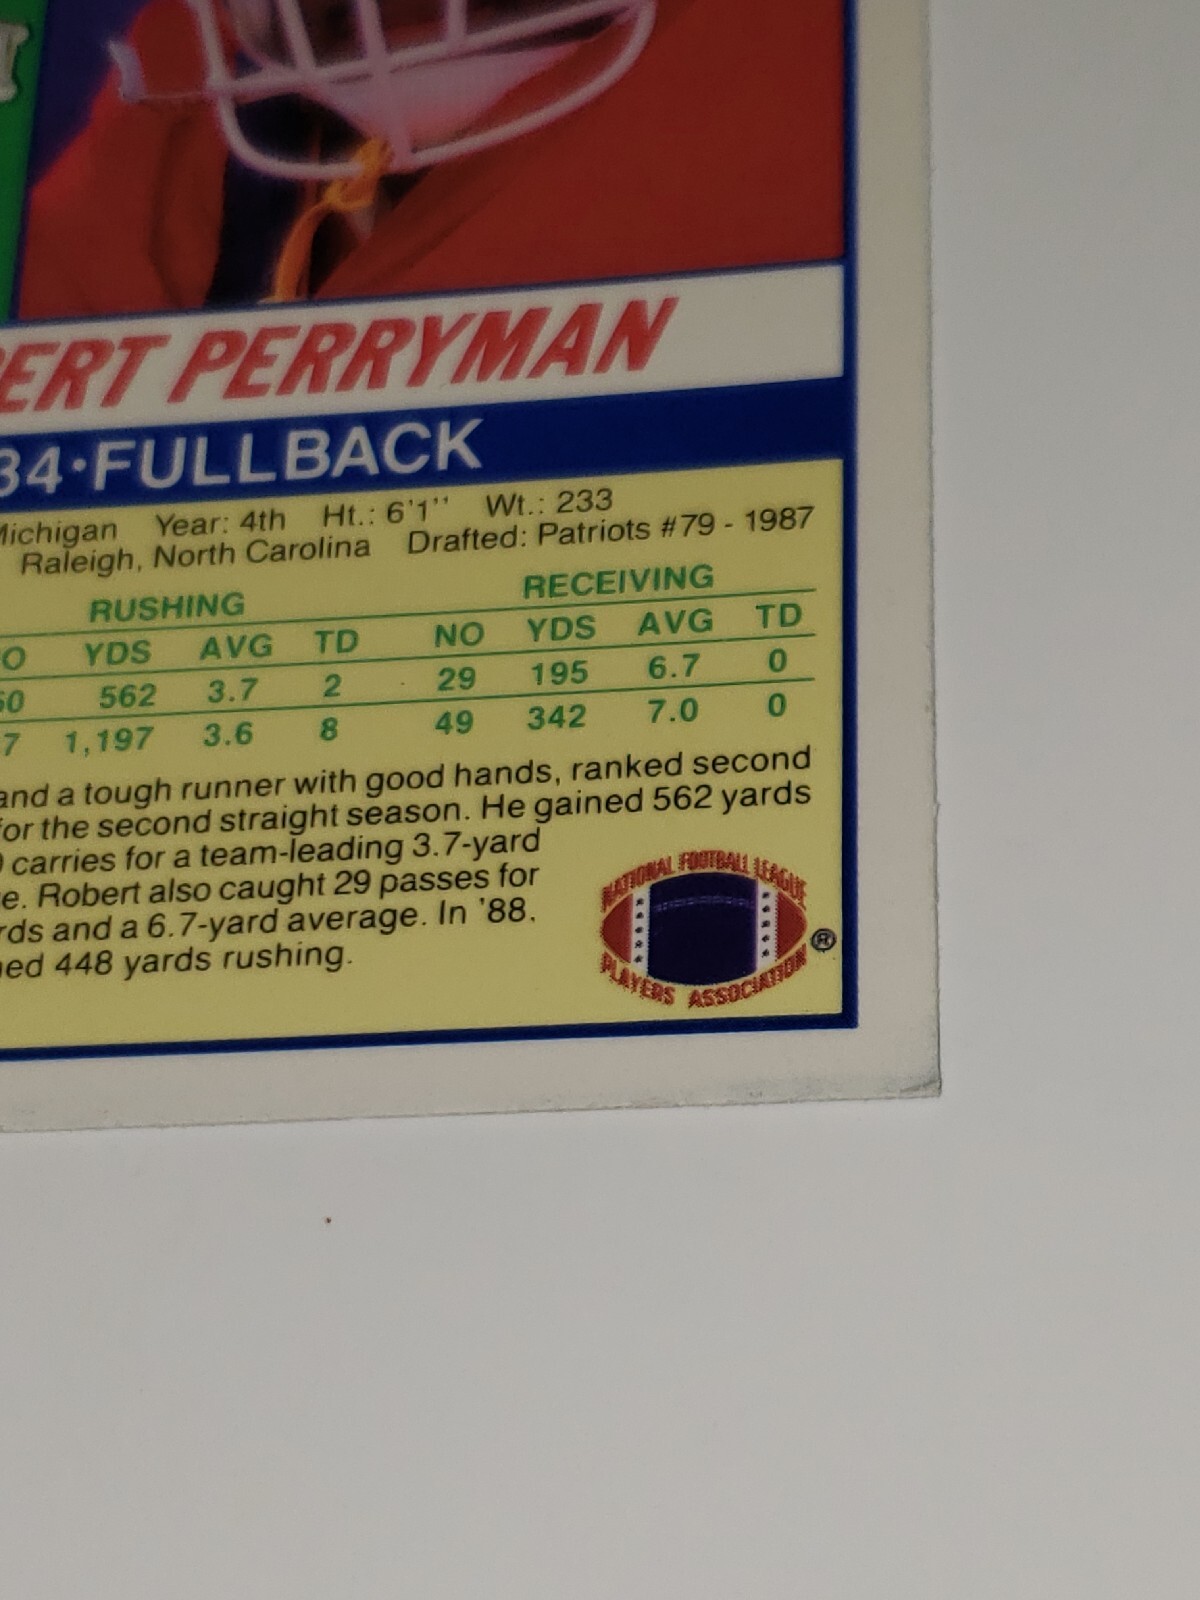 PERRYMAN
34•FULLBACK
Michigan Year: 4th Ht.: 6'1'' Wt.: 233
Raleigh, North Carolina Drafted: Patriots #79 - 1987
RUSHING RECEIVING
YDS AVG TD NO YDS AVG TD
562 3.7 2 29 195 6.7 0
7 1,197 3.6 8 49 342 7.0 0
and a tough runner with good hands, ranked second
for the second straight season. He gained 562 yards
carries for a team-leading 3.7-yard
Robert also caught 29 passes for
and a 6.7-yard average. In '88,
448 yards rushing.
NATIONAL FOOTBALL LEAGUE
PLAYERS ASSOCIATION
®